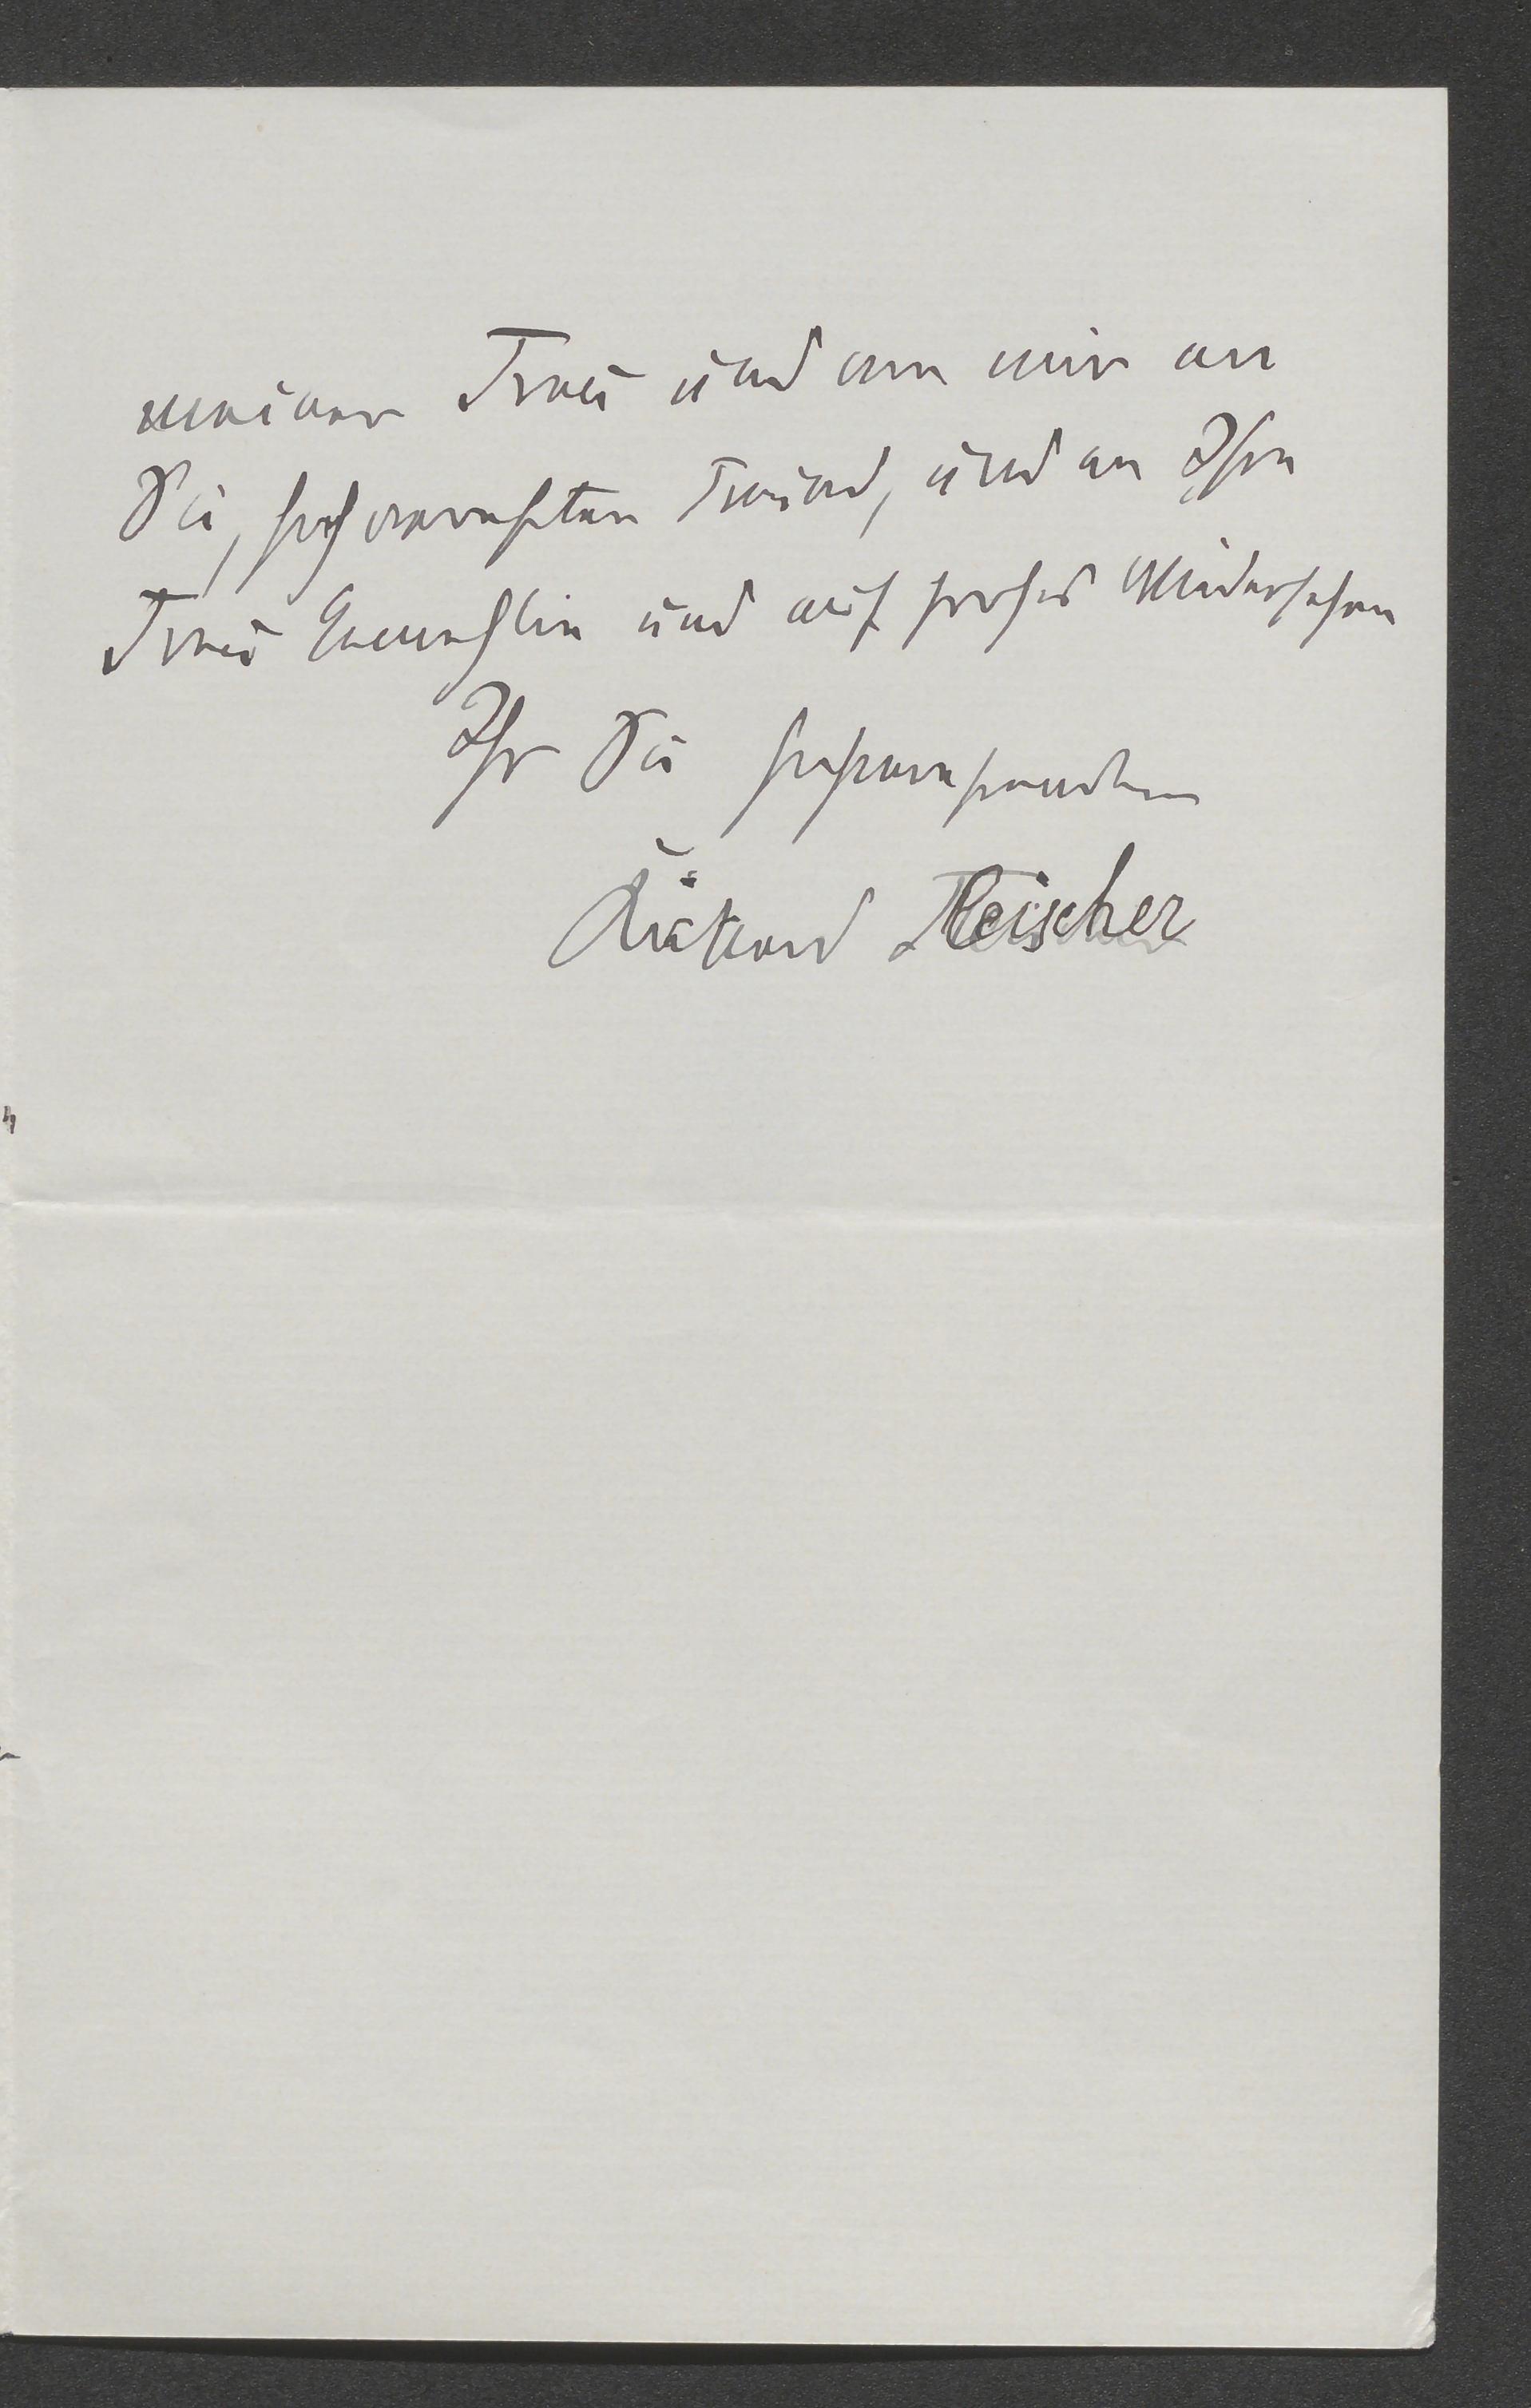 meiner Frau und von mir an
Sie, hochverehrter Freund, und an Ihre
Frau Gemahlin und auf frohes Wiedersehen
Ihr Sie hochverehrender
Richard Fleischer